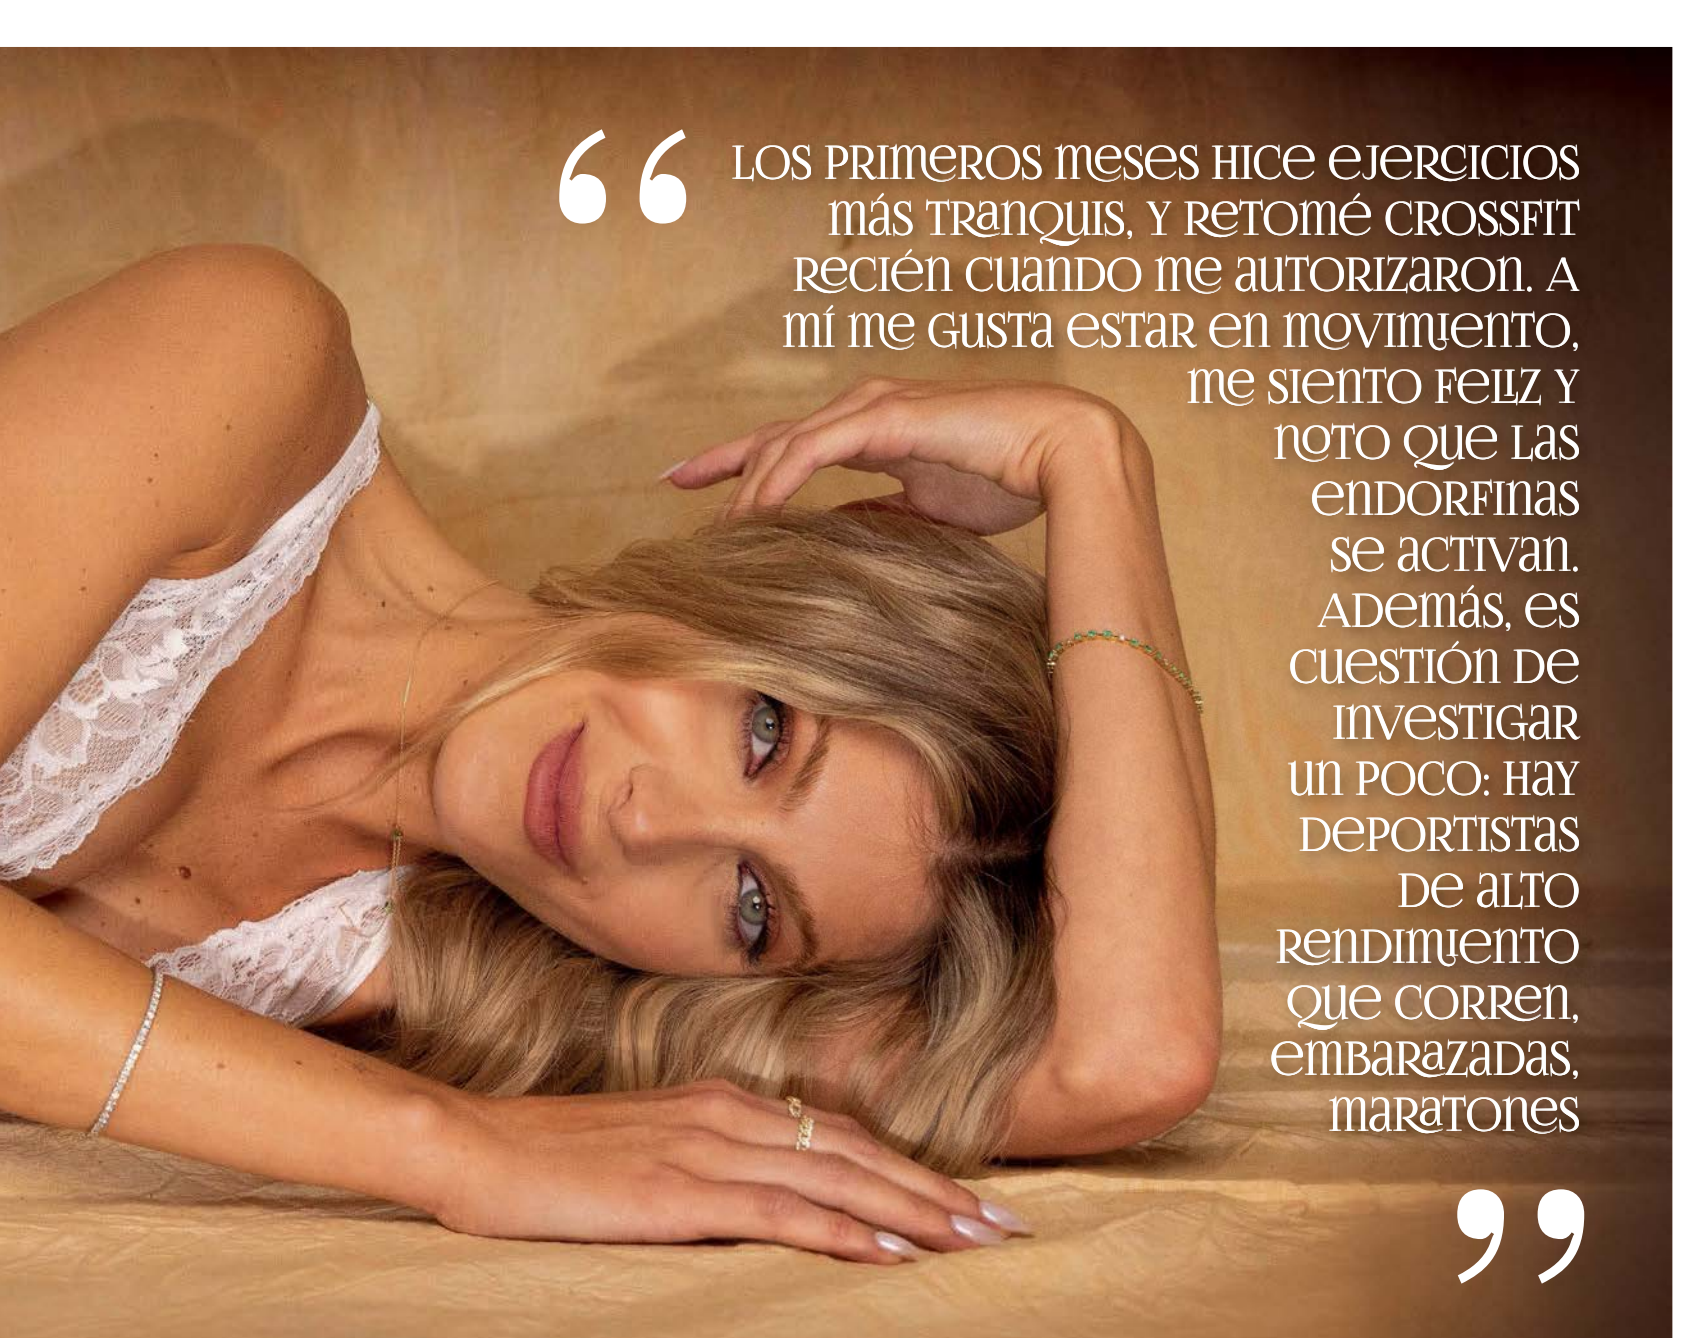 “ LOS PRIMEROS MESES HICE EJERCICIOS
MÁS TRANQUIS, Y RETOMÉ CROSSFIT
RECIÉN CUANDO ME AUTORIZARON. A
MÍ ME GUSTA ESTAR EN MOVIMIENTO,
ME SIENTO FELIZ Y
NOTO QUE LAS
ENDORFINAS
SE ACTIVAN.
ADEMÁS, ES
CUESTIÓN DE
INVESTIGAR
UN POCO: HAY
DEPORTISTAS
DE ALTO
RENDIMIENTO
QUE CORREN,
EMBARAZADAS,
MARATONES
”